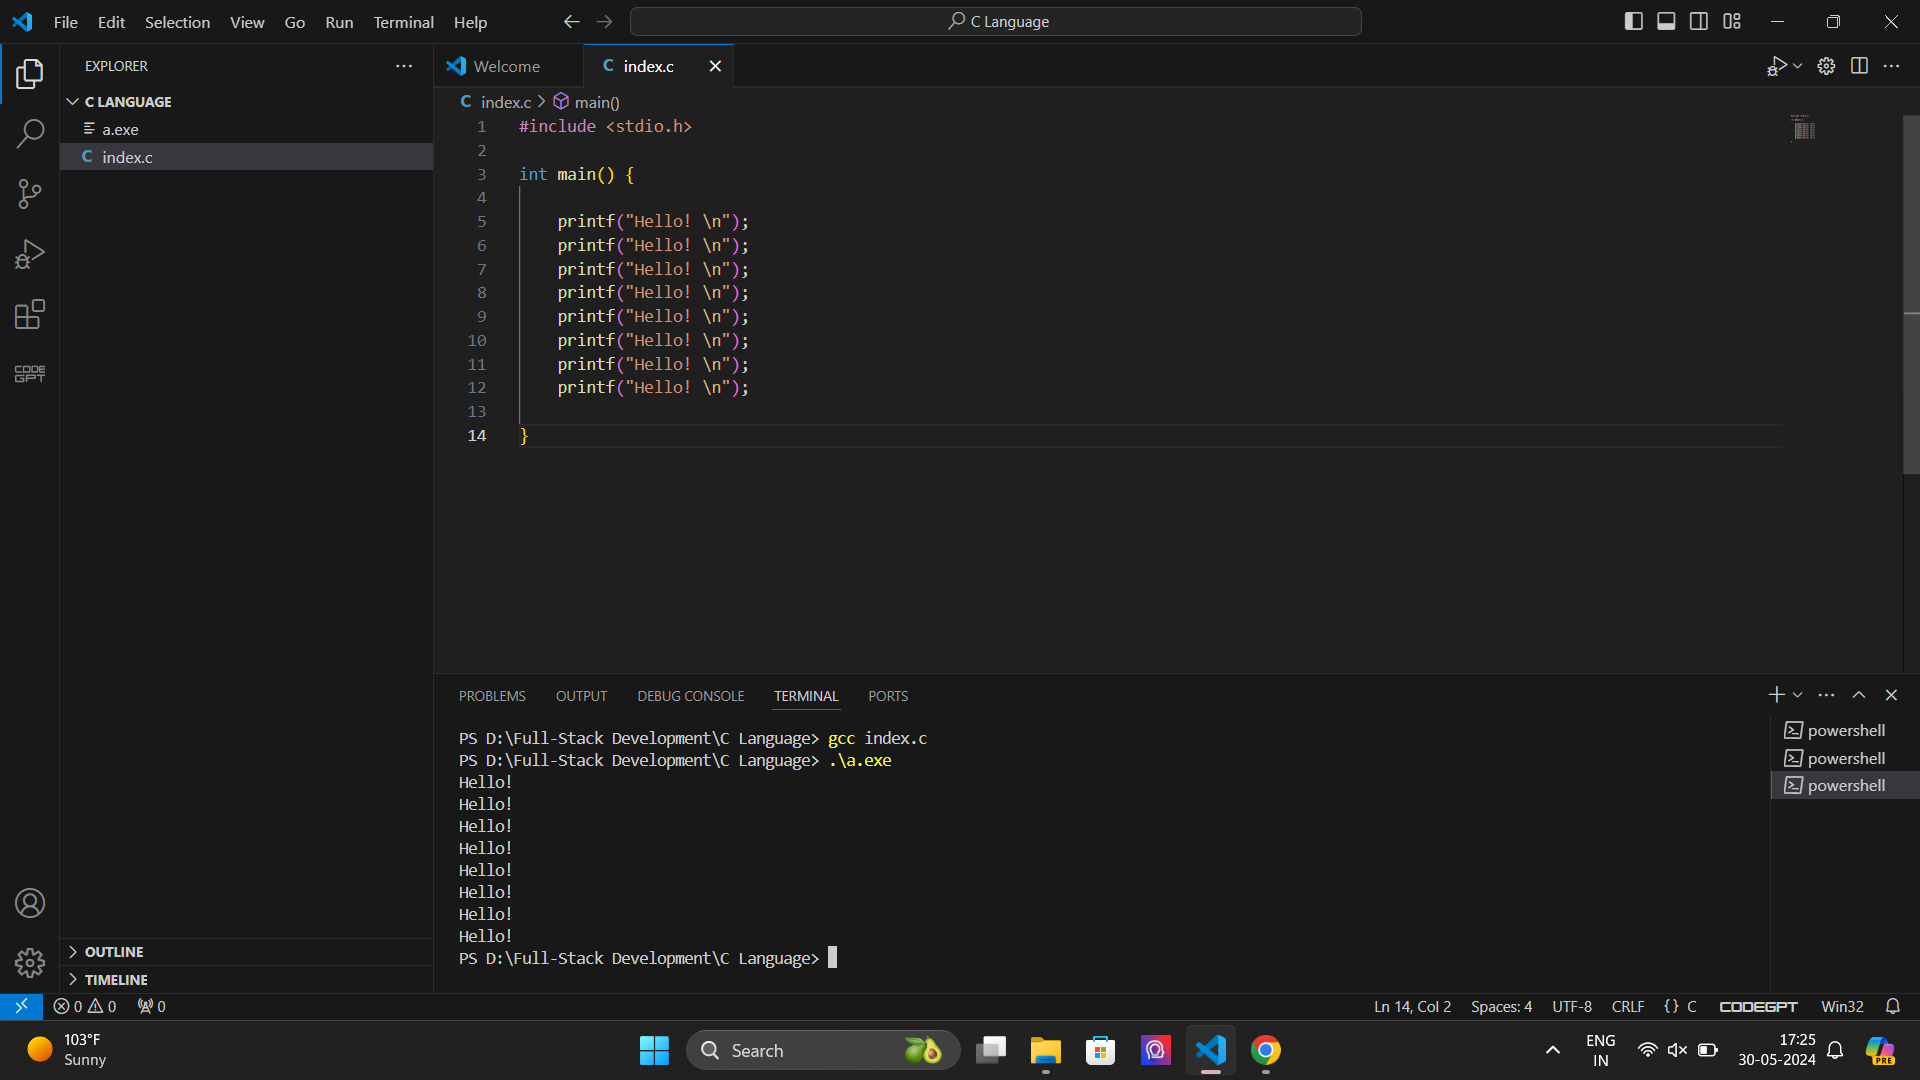 File Edit Selection View Go Run Terminal Help
C Language
EXPLORER
C LANGUAGE
a.exe
C index.c
CODE
GPT
OUTLINE
TIMELINE
Welcome
C index.c
C index.c > main()
1 #include <stdio.h>
2
3 int main() {
4
5 printf("Hello! \n");
6 printf("Hello! \n");
7 printf("Hello! \n");
8 printf("Hello! \n");
9 printf("Hello! \n");
10 printf("Hello! \n");
11 printf("Hello! \n");
12 printf("Hello! \n");
13
14 }
PROBLEMS OUTPUT DEBUG CONSOLE TERMINAL PORTS
PS D:\Full-Stack Development\C Language> gcc index.c
PS D:\Full-Stack Development\C Language> .\a.exe
Hello!
Hello!
Hello!
Hello!
Hello!
Hello!
Hello!
Hello!
PS D:\Full-Stack Development\C Language>
powershell
powershell
powershell
0 0 0
Ln 14, Col 2 Spaces: 4 UTF-8 CRLF {} C CODEGPT Win32
103°F
Sunny
Search
ENG
IN
17:25
30-05-2024
PRE